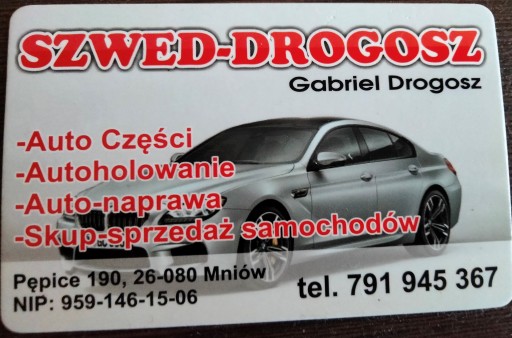 SZWED-DROGOSZ
Gabriel Drogosz
-Auto Części
-Autoholowanie
-Auto-naprawa
-Skup-sprzedaż samochodów
Pępice 190, 26-080 Mniów
NIP: 959-146-15-06
tel. 791 945 367